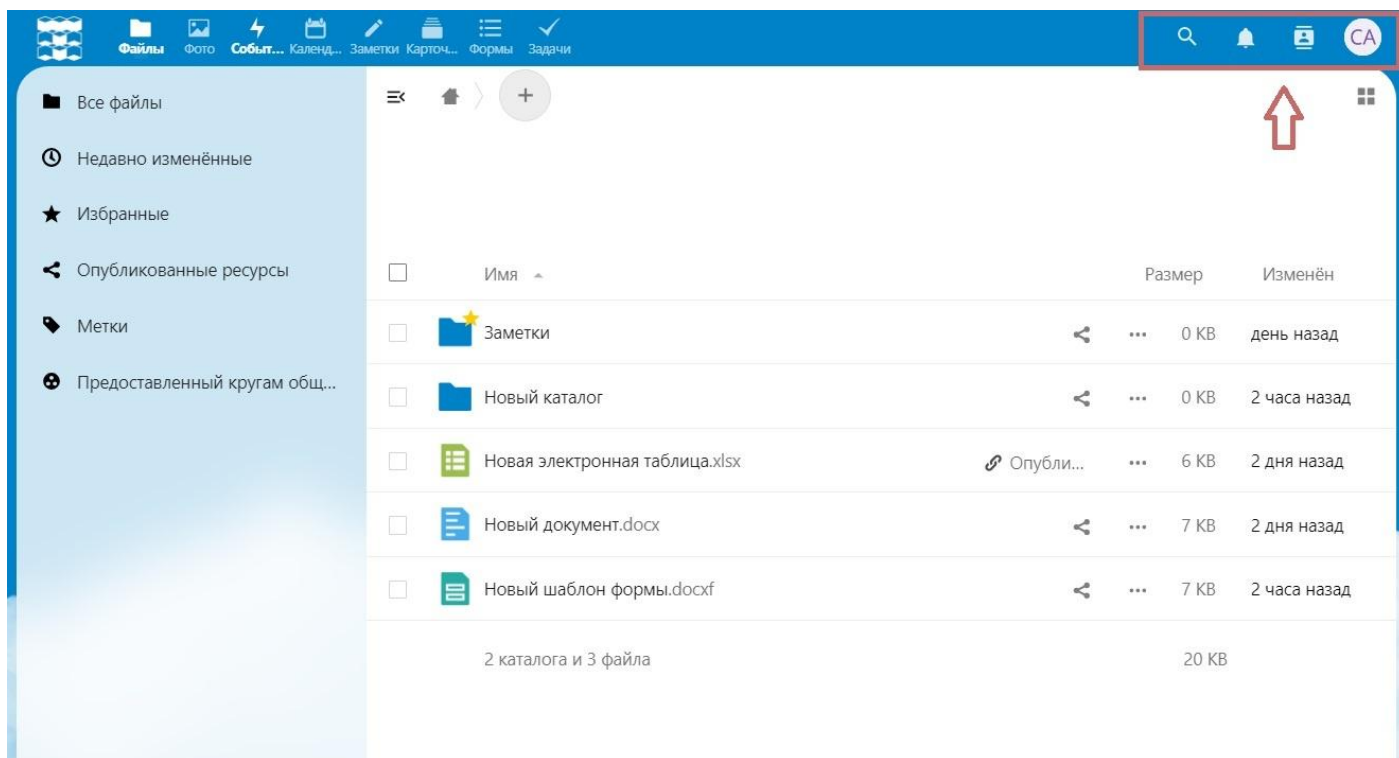 Файлы Фото Событ... Календ... Заметки Карточ... Формы Задачи
CA
Все файлы
Недавно изменённые
Избранные
Опубликованные ресурсы
Метки
Предоставленный кругам общ...
Имя Размер Изменён
Заметки 0 KB день назад
Новый каталог 0 KB 2 часа назад
Новая электронная таблица.xlsx Опубли... 6 KB 2 дня назад
Новый документ.docx 7 KB 2 дня назад
Новый шаблон формы.docxf 7 KB 2 часа назад
2 каталога и 3 файла 20 KB